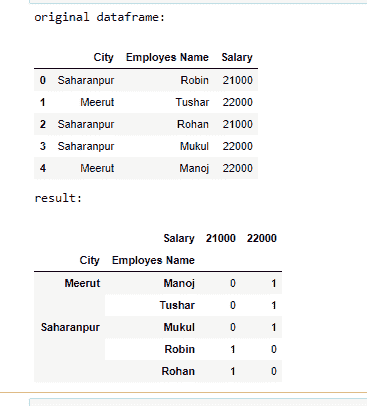 original dataframe:
City Employes Name Salary
0 Saharanpur Robin 21000
1 Meerut Tushar 22000
2 Saharanpur Rohan 21000
3 Saharanpur Mukul 22000
4 Meerut Manoj 22000
result:
Salary 21000 22000
City Employes Name
Meerut Manoj 0 1
Tushar 0 1
Saharanpur Mukul 0 1
Robin 1 0
Rohan 1 0